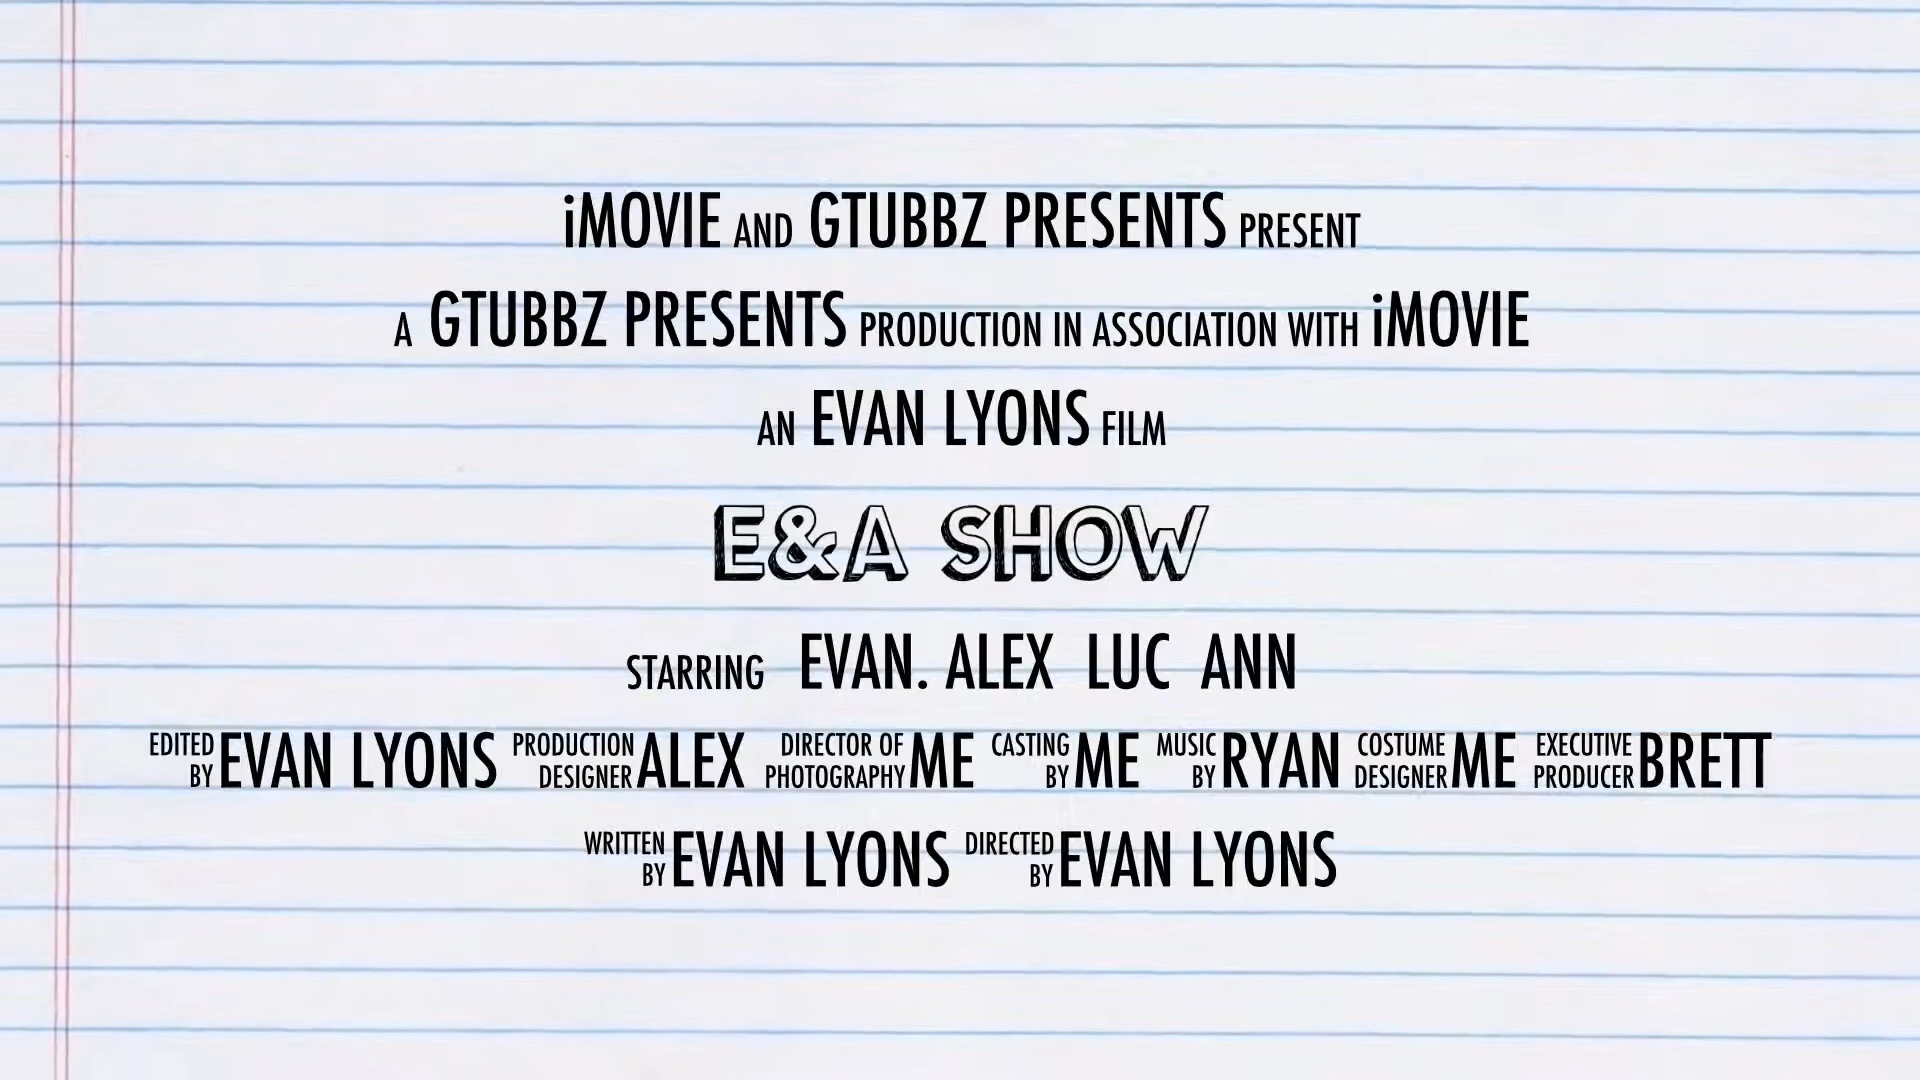 iMOVIE AND GTUBBZ PRESENTS PRESENT
A GTUBBZ PRESENTS PRODUCTION IN ASSOCIATION WITH iMOVIE
AN EVAN LYONS FILM
E&A SHOW
STARRING EVAN. ALEX LUC ANN
EDITED BY EVAN LYONS PRODUCTION DESIGNER ALEX DIRECTOR OF PHOTOGRAPHY ME CASTING BY ME MUSIC BY RYAN COSTUME DESIGNER ME EXECUTIVE PRODUCER BRETT
WRITTEN BY EVAN LYONS DIRECTED BY EVAN LYONS